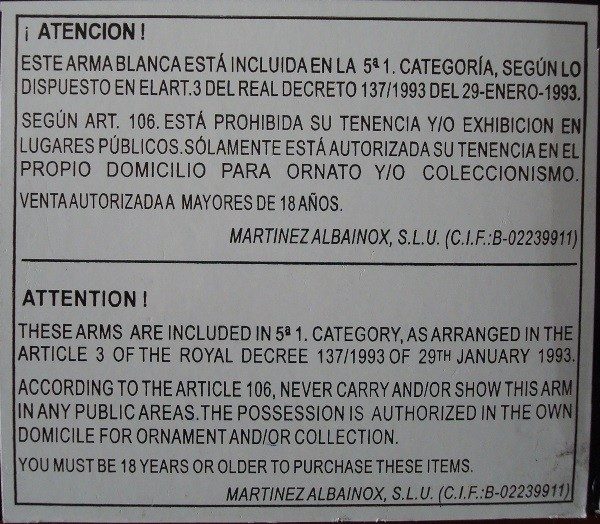 ¡ ATENCION !
ESTE ARMA BLANCA ESTÁ INCLUIDA EN LA 5ª 1. CATEGORÍA, SEGÚN LO
DISPUESTO EN EL ART. 3 DEL REAL DECRETO 137/1993 DEL 29-ENERO-1993.
SEGÚN ART. 106. ESTÁ PROHIBIDA SU TENENCIA Y/O EXHIBICION EN
LUGARES PÚBLICOS. SÓLAMENTE ESTÁ AUTORIZADA SU TENENCIA EN EL
PROPIO DOMICILIO PARA ORNATO Y/O COLECCIONISMO.
VENTA AUTORIZADA A MAYORES DE 18 AÑOS.
MARTINEZ ALBAINOX, S.L.U. (C.I.F.:B-02239911)
ATTENTION !
THESE ARMS ARE INCLUDED IN 5ª 1. CATEGORY, AS ARRANGED IN THE
ARTICLE 3 OF THE ROYAL DECREE 137/1993 OF 29TH JANUARY 1993.
ACCORDING TO THE ARTICLE 106, NEVER CARRY AND/OR SHOW THIS ARM
IN ANY PUBLIC AREAS. THE POSSESSION IS AUTHORIZED IN THE OWN
DOMICILE FOR ORNAMENT AND/OR COLLECTION.
YOU MUST BE 18 YEARS OR OLDER TO PURCHASE THESE ITEMS.
MARTINEZ ALBAINOX, S.L.U. (C.I.F.:B-02239911)